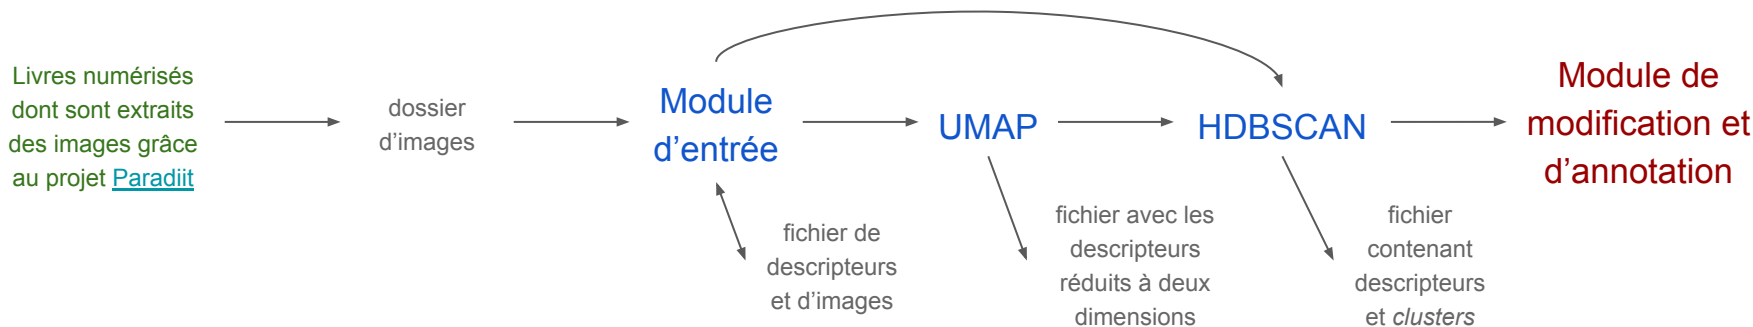 Livres numérisés
dont sont extraits
des images grâce
au projet Paradiit
dossier
d’images
Module
d’entrée
UMAP
HDBSCAN
Module de
modification et
d’annotation
fichier de
descripteurs
et d’images
fichier avec les
descripteurs
réduits à deux
dimensions
fichier
contenant
descripteurs
et clusters